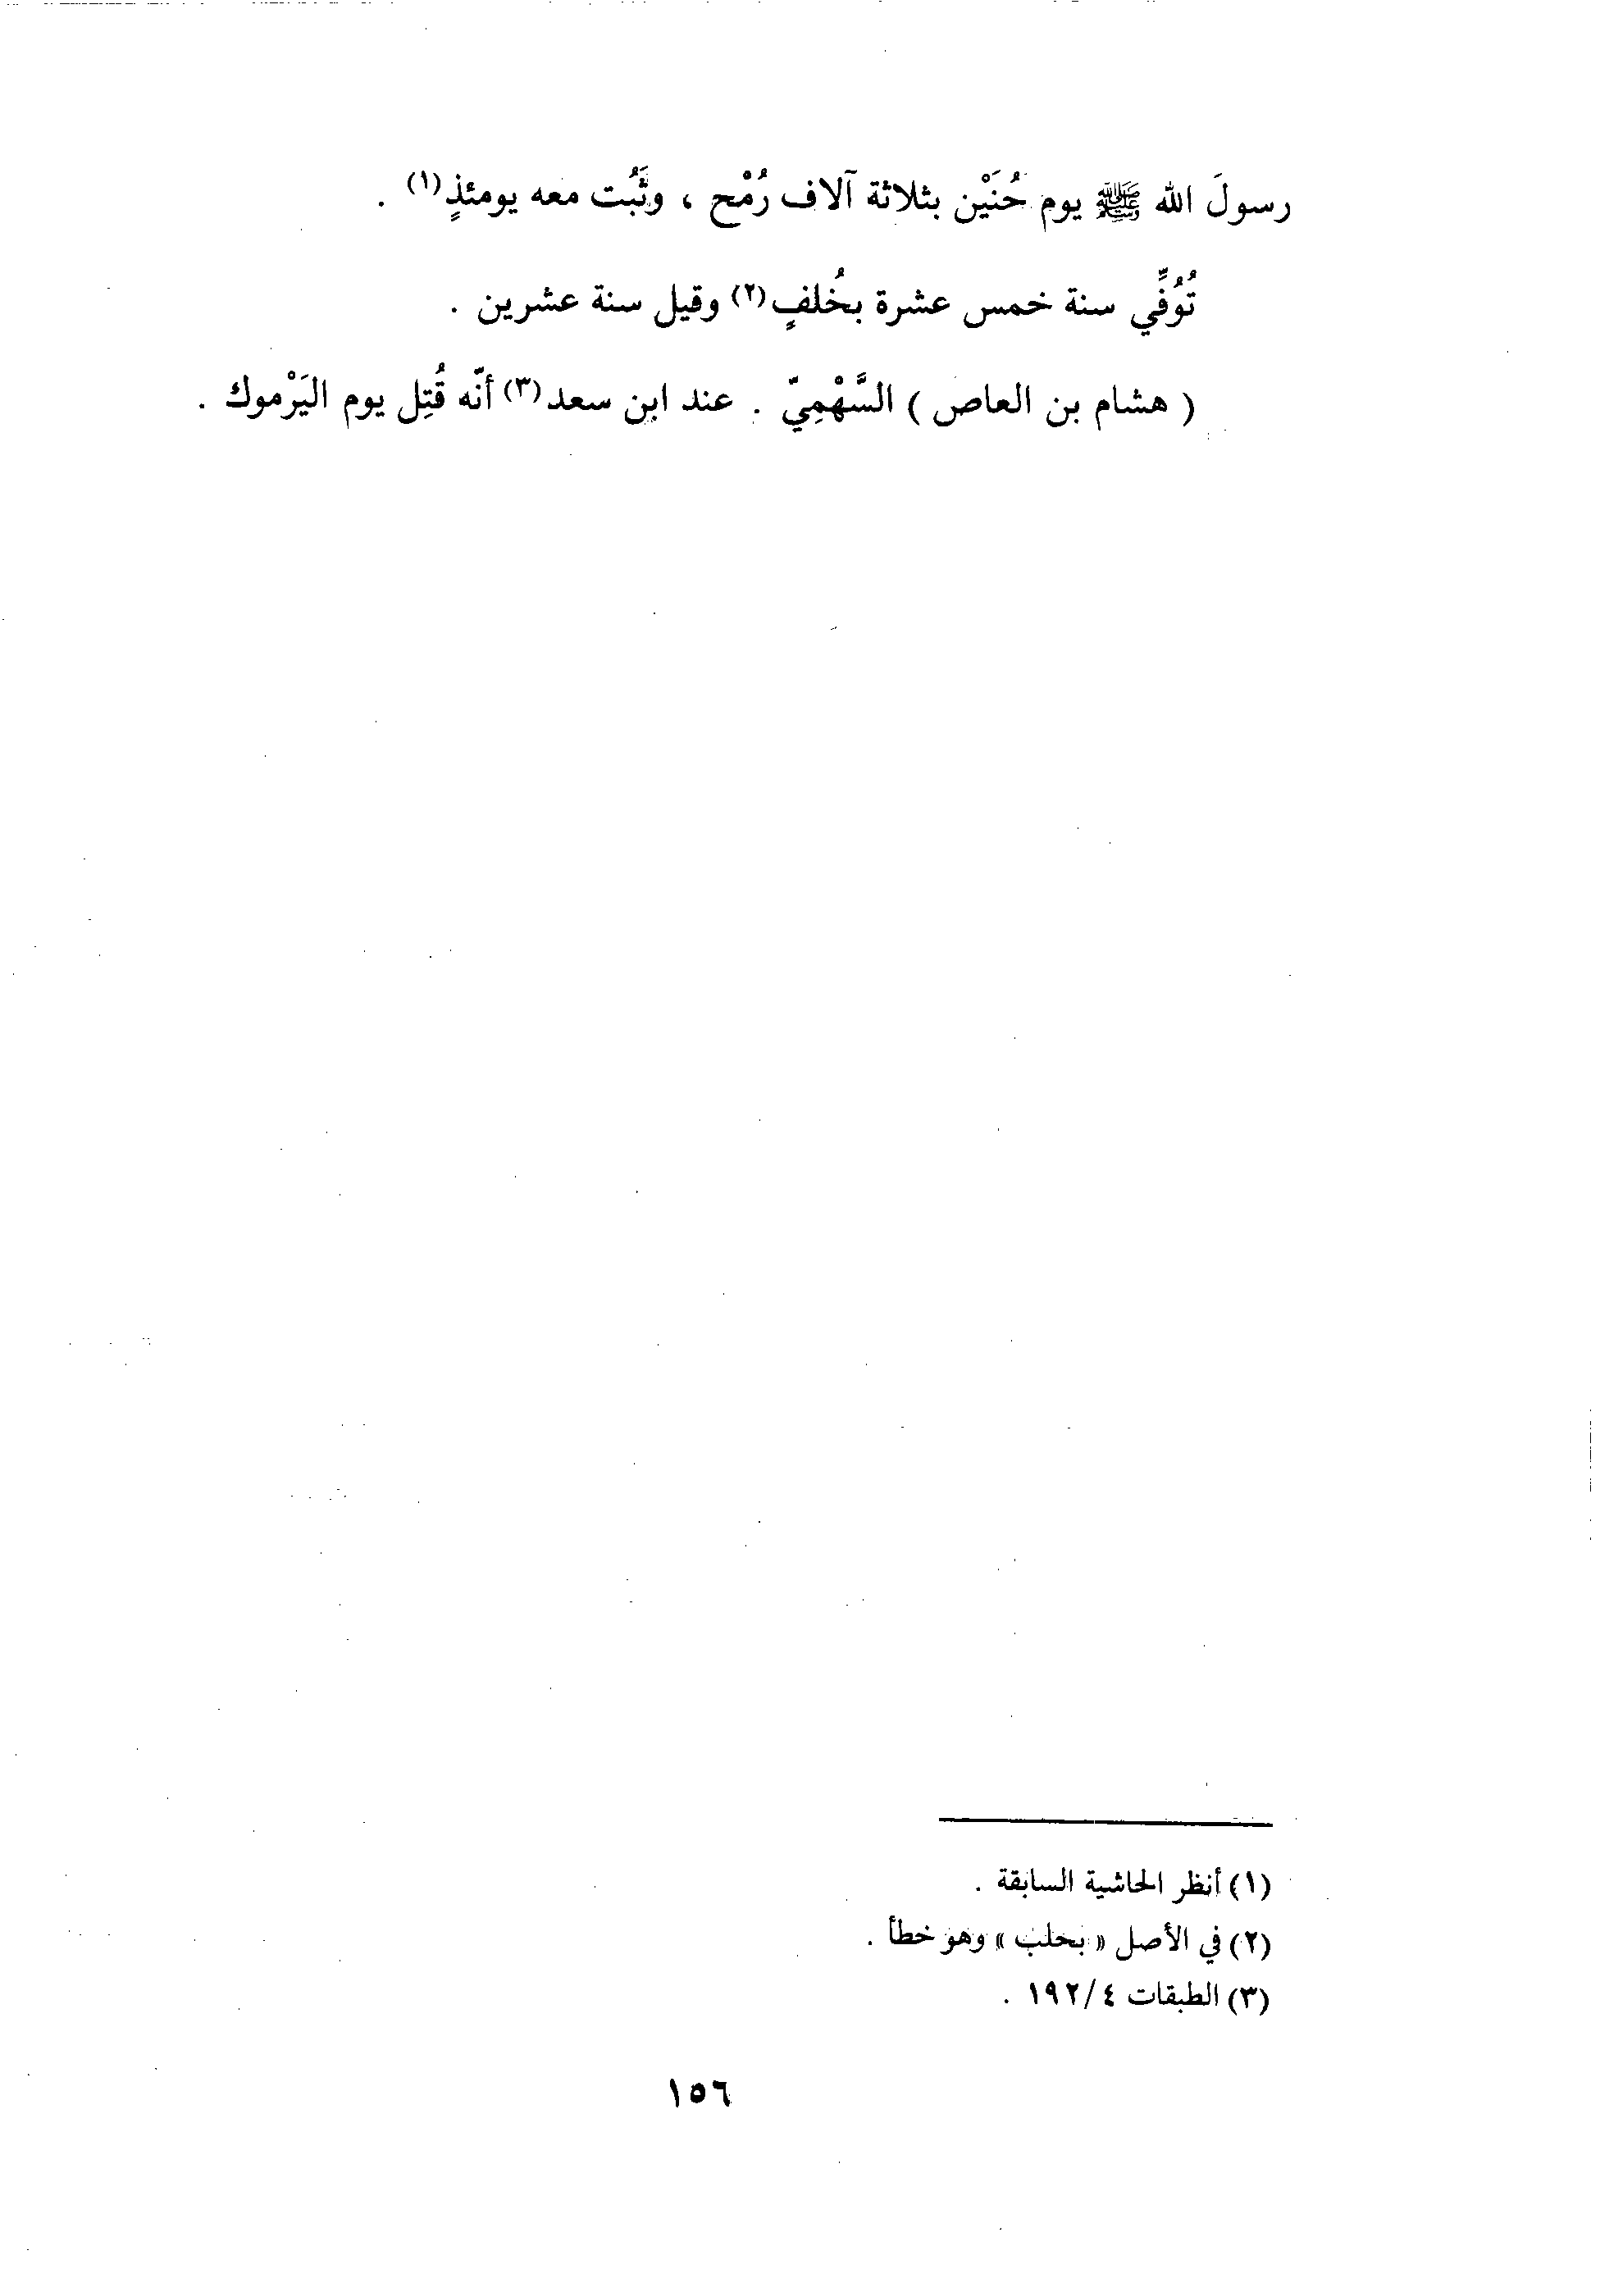 رسولَ الله ﷺ يوم حُنَيْن بثلاثة آلاف رُمْح ، وثَبُت معه يومئذٍ(١) .
تُوُفِّي سنة خمس عشرة بخُلفٍ(٢) وقيل سنة عشرين .
( هشام بن العاص ) السَّهْمِيّ . عند ابن سعد(٣) أنّه قُتِل يوم اليَرْموك .
(١) أنظر الحاشية السابقة .
(٢) في الأصل « بحلب » وهو خطأ .
(٣) الطبقات ١٩٢/٤ .
١٥٦